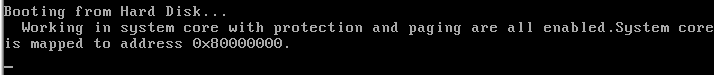 Booting from Hard Disk...
  Working in system core with protection and paging are all enabled.System core
is mapped to address 0x80000000.
_